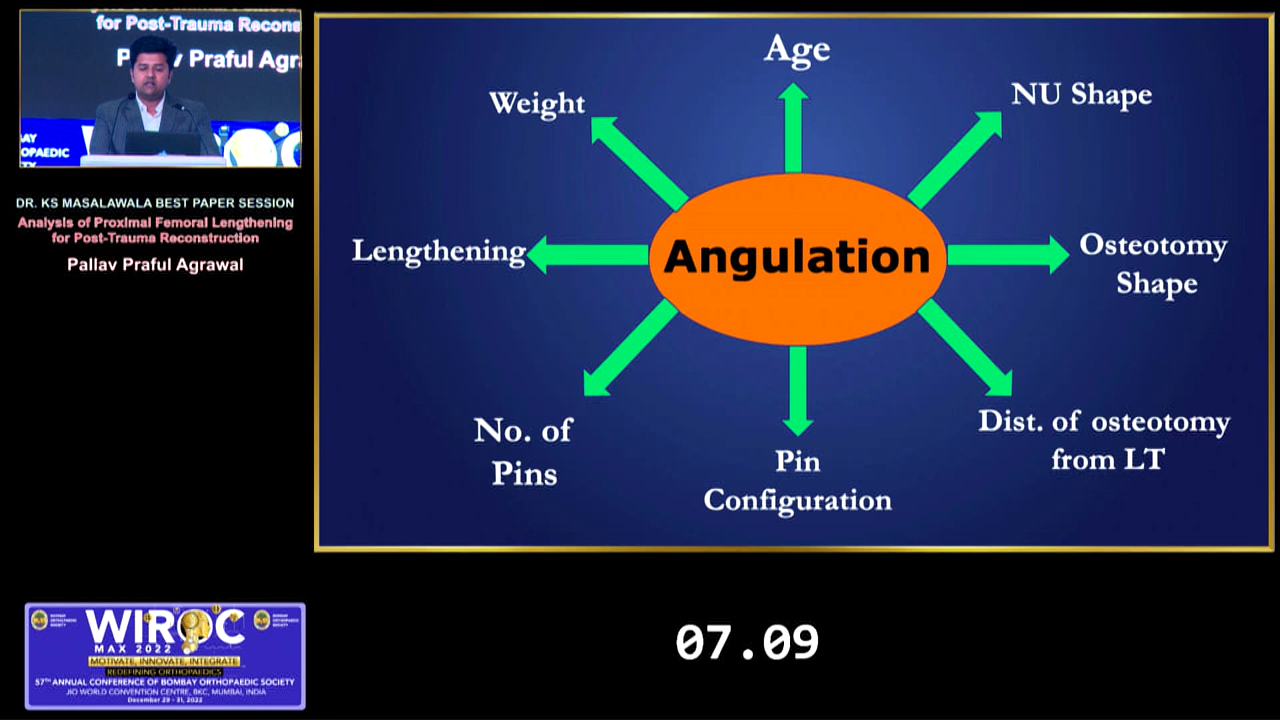 for Post-Trauma Recons
Praful Agra
AY
OPAEDIC
TY
DR. KS MASALAWALA BEST PAPER SESSION
Analysis of Proximal Femoral Lengthening
for Post-Trauma Reconstruction
Pallav Praful Agrawal
Age
Weight
NU Shape
Lengthening
Angulation
Osteotomy
Shape
No. of
Pins
Pin
Configuration
Dist. of osteotomy
from LT
07.09
WIROC
MAX 2022
MOTIVATE, INNOVATE, INTEGRATE
REDEFINING ORTHOPAEDICS
57TH ANNUAL CONFERENCE OF BOMBAY ORTHOPAEDIC SOCIETY
JIO WORLD CONVENTION CENTRE, BKC, MUMBAI, INDIA
December 29 - 31, 2022